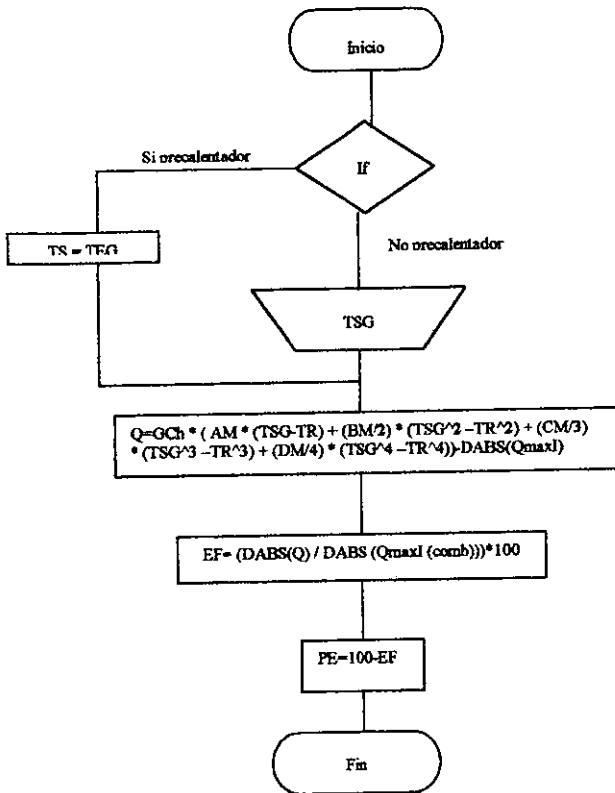 Inicio
If
Si precalentador
TS = TEG
No precalentador
TSG
Q=GCh * ( AM * (TSG-TR) + (BM/2) * (TSG^2 –TR^2) + (CM/3)
* (TSG^3 –TR^3) + (DM/4) * (TSG^4 –TR^4))-DABS(QmaxI)
EF= (DABS(Q) / DABS (QmaxI (comb)))*100
PE=100-EF
Fin